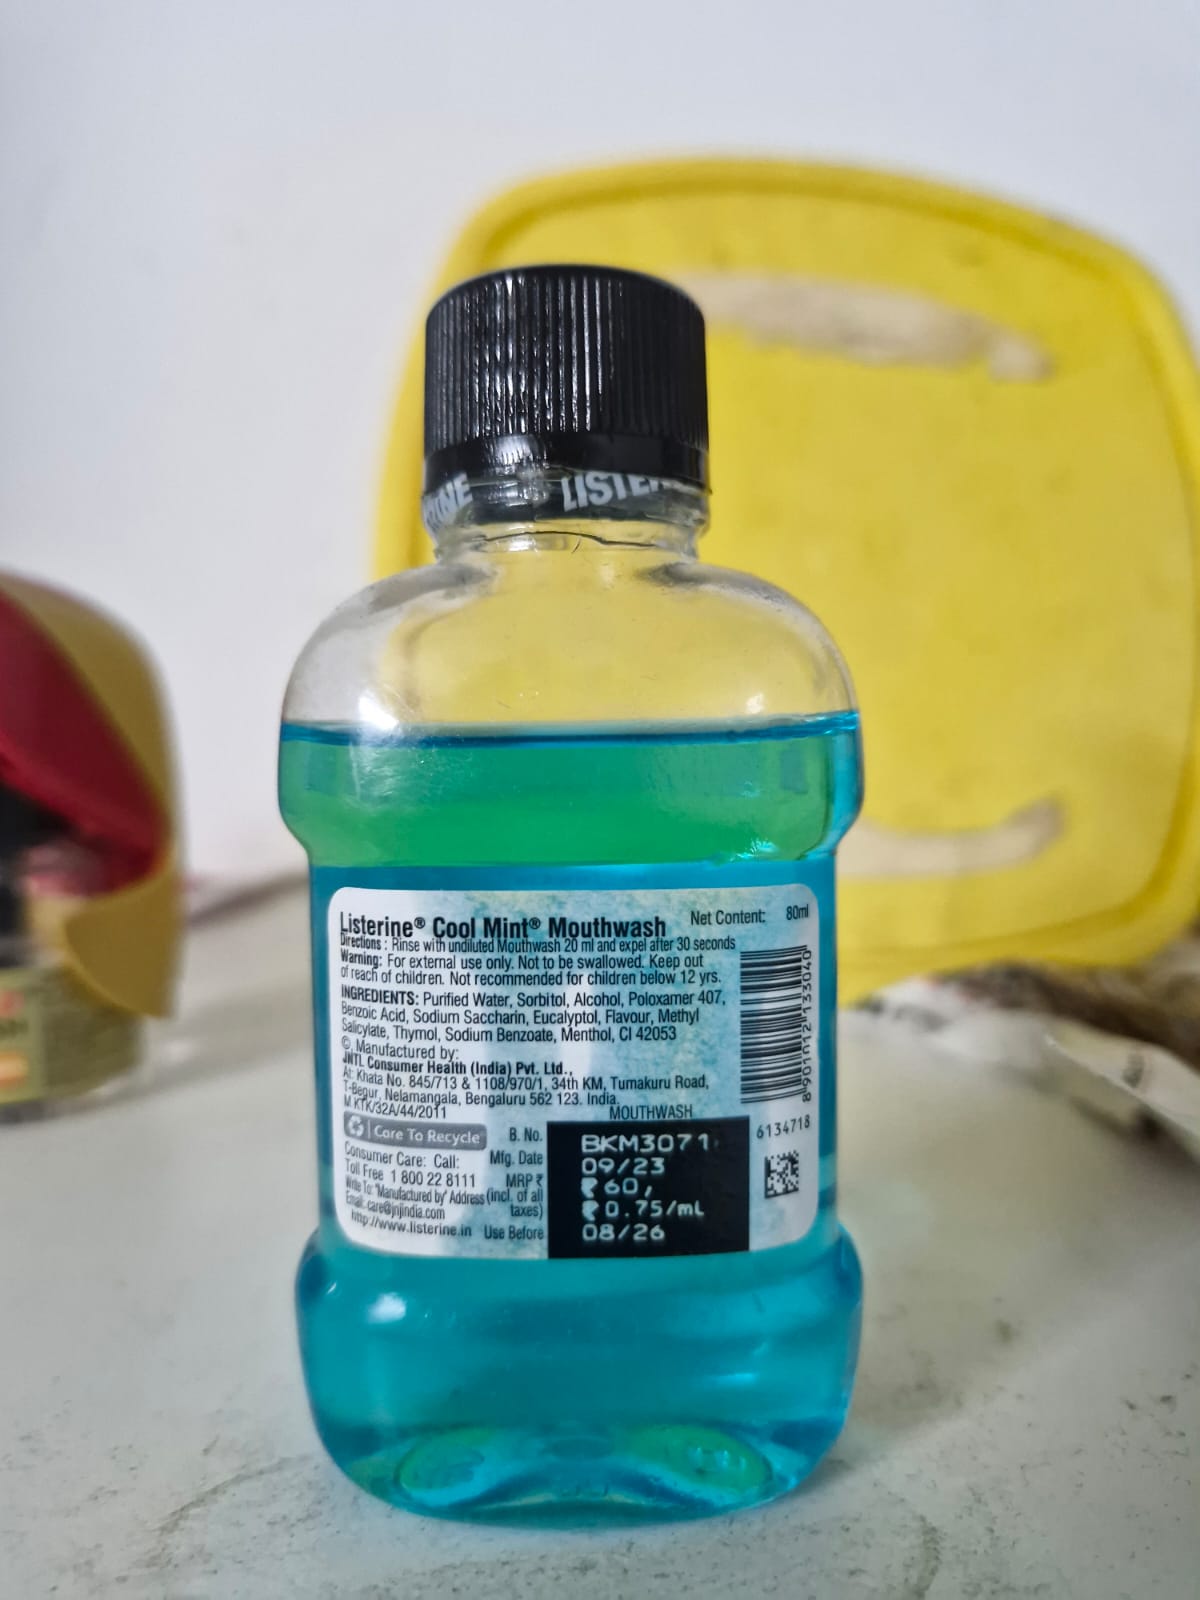 LISTE
Listerine® Cool Mint® Mouthwash Net Content: 80ml
Directions : Rinse with undiluted Mouthwash 20 ml and expel after 30 seconds
Warning: For external use only. Not to be swallowed. Keep out
of reach of children. Not recommended for children below 12 yrs.
INGREDIENTS: Purified Water, Sorbitol, Alcohol, Poloxamer 407,
Benzoic Acid, Sodium Saccharin, Eucalyptol, Flavour, Methyl
Salicylate, Thymol, Sodium Benzoate, Menthol, CI 42053
©, Manufactured by:
JNTL Consumer Health (India) Pvt. Ltd.,
At: Khata No. 845/713 & 1108/970/1, 34th KM, Tumakuru Road,
T-Begur, Nelamangala, Bengaluru 562 123. India.
M KTK/32A/44/2011
MOUTHWASH
Care To Recycle
Consumer Care: Call:
Toll Free 1 800 22 8111
Write To: "Manufactured by" Address
Email: care@jnjindia.com
http://www.listerine.in
B. No. BKM3071
Mfg. Date 09/23
MRP ₹ ₹60,
(incl. of all
taxes) ₹0.75/mL
Use Before 08/26
8 901012 133040
6134718